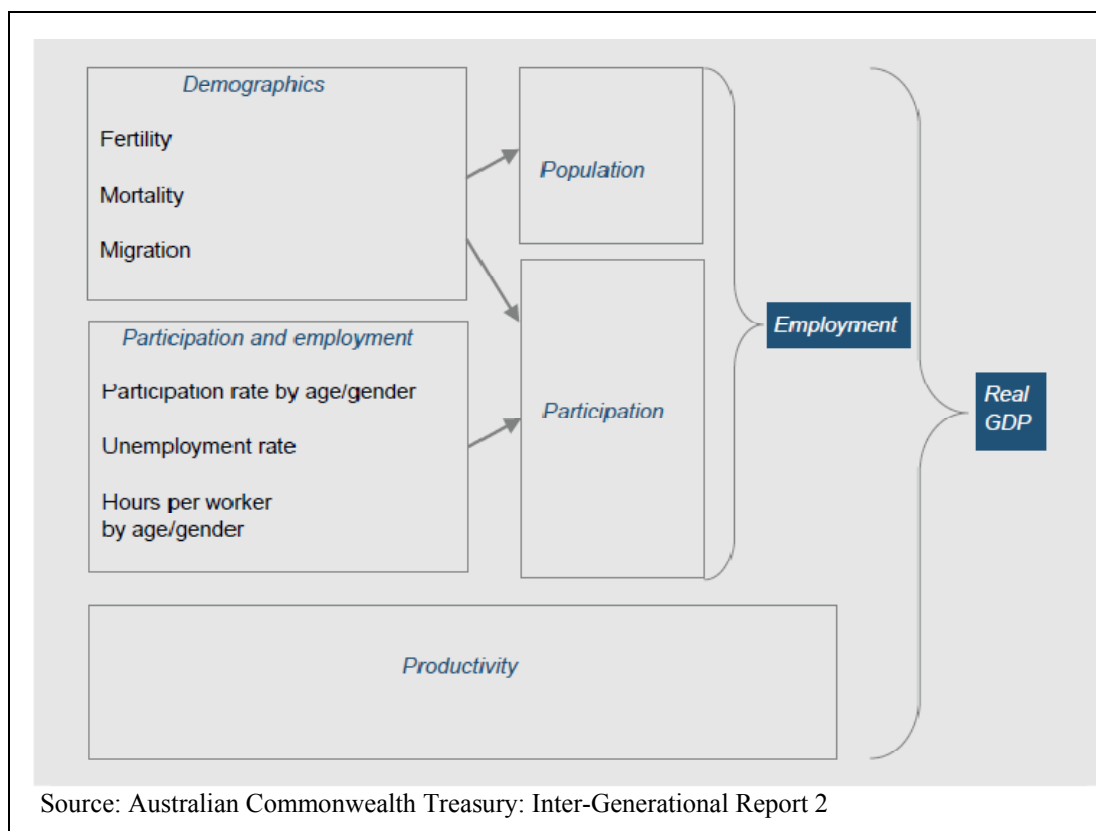 Demographics
Fertility
Mortality
Migration
Population
Participation and employment
Participation rate by age/gender
Unemployment rate
Hours per worker
by age/gender
Participation
Employment
Real
GDP
Productivity
Source: Australian Commonwealth Treasury: Inter-Generational Report 2